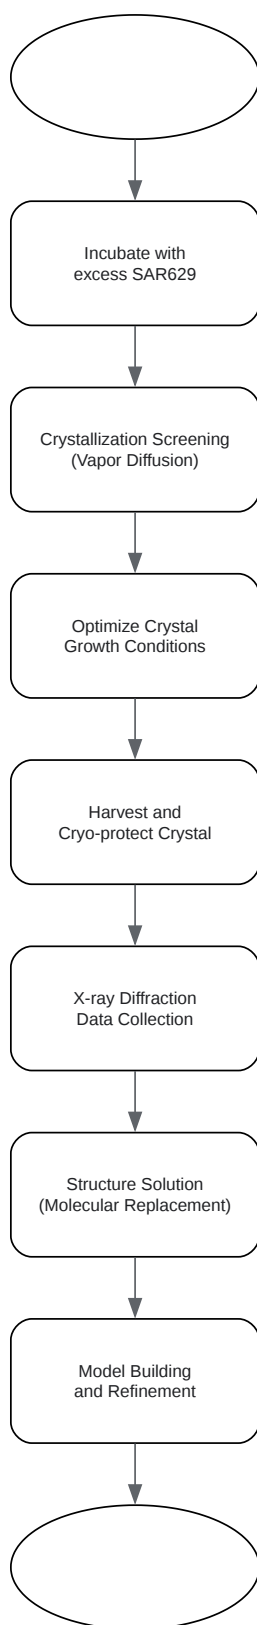 Incubate with
excess SAR629
Crystallization Screening
(Vapor Diffusion)
Optimize Crystal
Growth Conditions
Harvest and
Cryo-protect Crystal
X-ray Diffraction
Data Collection
Structure Solution
(Molecular Replacement)
Model Building
and Refinement